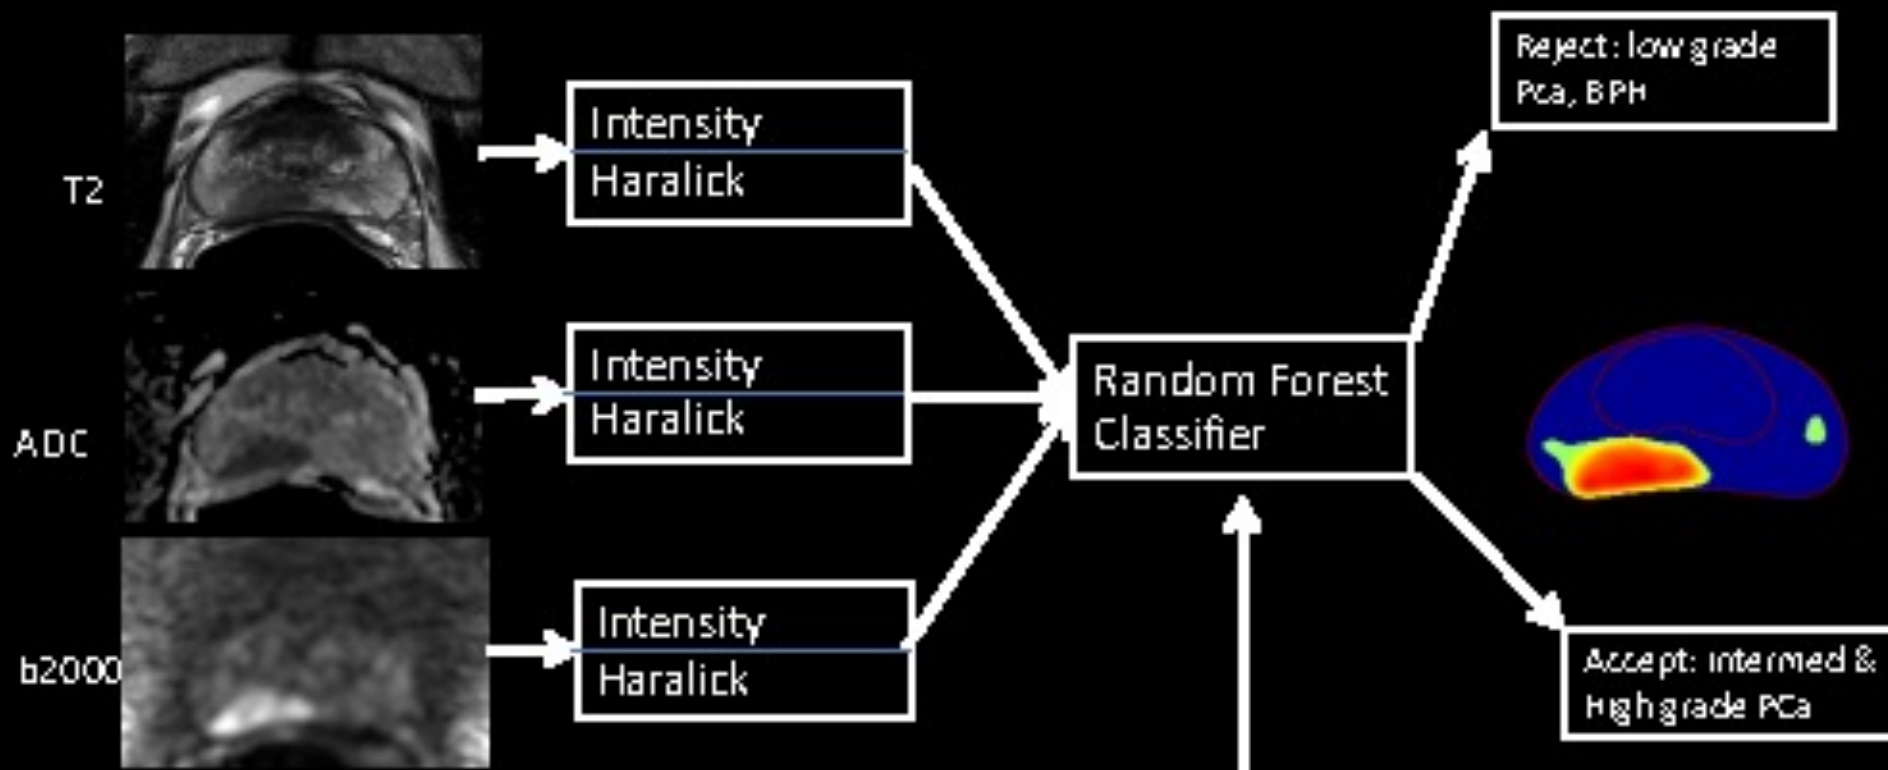 T2
Intensity
Haralick
ADC
Intensity
Haralick
b2000
Intensity
Haralick
Random Forest
Classifier
Reject: low grade
Pca, BPH
Accept: intermed &
High grade PCa